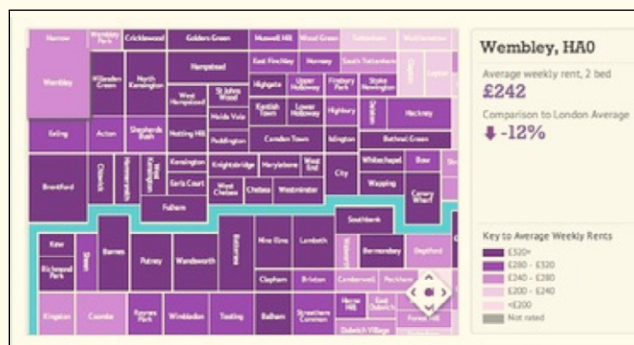 Harrow
Wembley Park
Cricklewood
Golders Green
Muswell Hill
Wood Green
Tottenham
Walthamstow
Wembley
Willesden Green
North Kensington
Hampstead
East Finchley
Hornsey
South Tottenham
Clapton
Leyton
West Hampstead
St Johns Wood
Highgate
Upper Holloway
Finsbury Park
Stoke Newington
Maida Vale
Kentish Town
Lower Holloway
Highbury
Dalston
Hackney
Ealing
Acton
Shepherds Bush
Notting Hill
Paddington
Camden Town
Islington
Bethnal Green
Brentford
Chiswick
Hammersmith
West Kensington
Kensington
Knightsbridge
Marylebone
West End
City
Whitechapel
Bow
Earls Court
West Chelsea
Chelsea
Westminster
Wapping
Canary Wharf
Fulham
Southbank
Kew
Sheen
Barnes
Putney
Wandsworth
Battersea
Nine Elms
Lambeth
Bermondsey
Deptford
Richmond Park
Clapham
Brixton
Camberwell
Peckham
Kingston
Coombe
Raynes Park
Wimbledon
Tooting
Balham
Streatham Common
Herne Hill
East Dulwich
Dulwich Village
Forest Hill
Wembley, HA0
Average weekly rent, 2 bed
£242
Comparison to London Average
-12%
Key to Average Weekly Rents
£320+
£280 - £320
£240 - £280
£200 - £240
<£200
Not rated